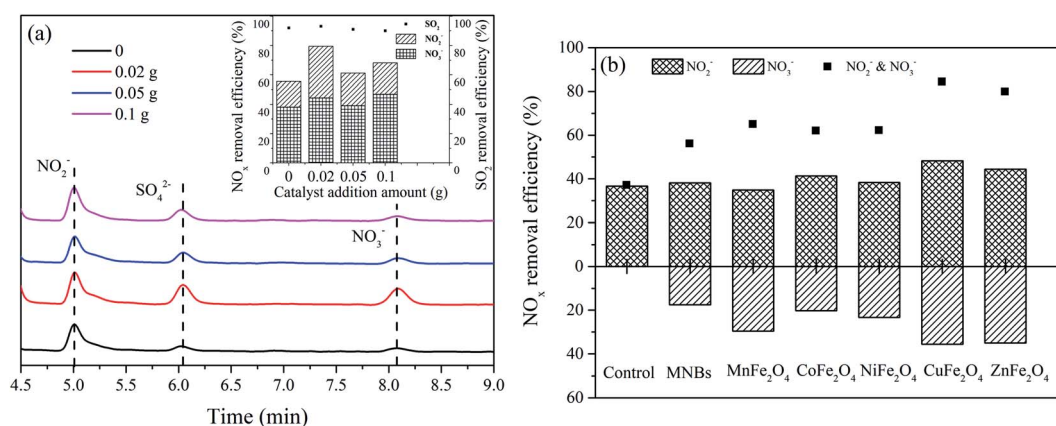 (a)
0
0.02 g
0.05 g
0.1 g
NO₂⁻
SO₄²⁻
NO₃⁻
4.5 5.0 5.5 6.0 6.5 7.0 7.5 8.0 8.5 9.0
Time (min)
NOₓ removal efficiency (%)
100
80
60
40
20
0
SO₂
NO₂⁻
NO₃⁻
0 0.02 0.05 0.1
Catalyst addition amount (g)
100
80
60
40
20
0
SO₂ removal efficiency (%)
(b)
NO₂⁻ NO₃⁻ NO₂⁻ & NO₃⁻
NOₓ removal efficiency (%)
100
80
60
40
20
0
20
40
60
Control MNBs MnFe₂O₄ CoFe₂O₄ NiFe₂O₄ CuFe₂O₄ ZnFe₂O₄